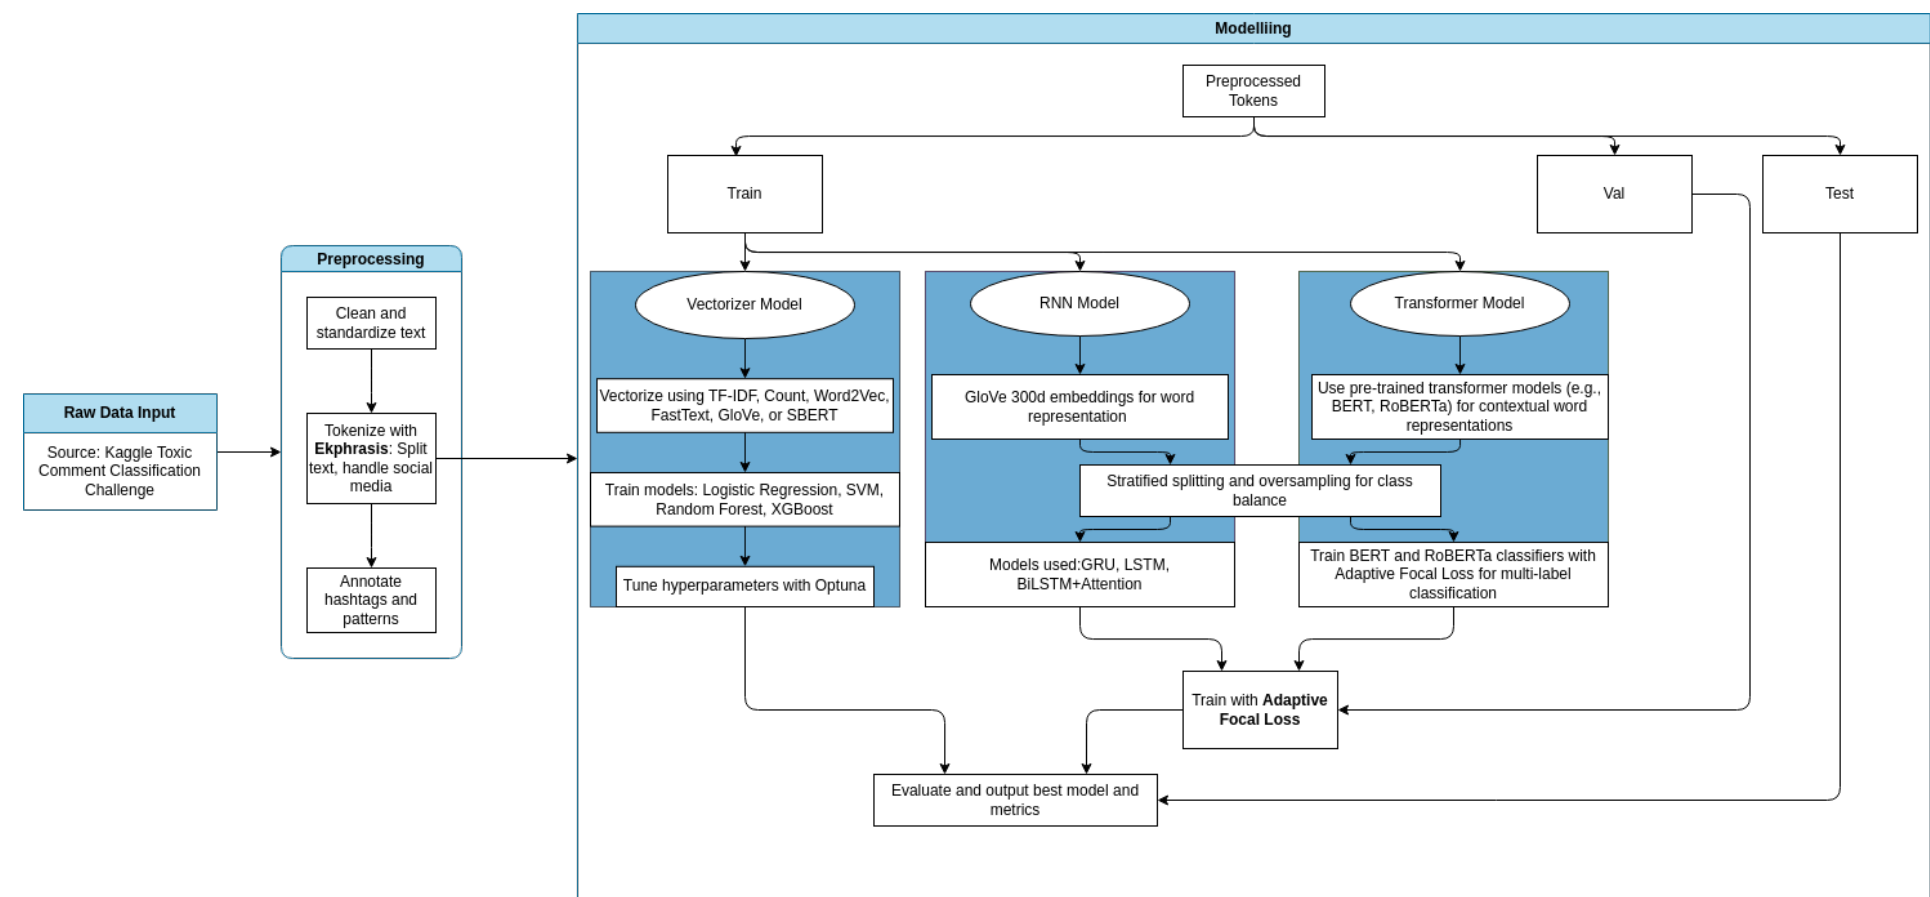 Modelliing
Preprocessed
Tokens
Train
Val
Test
Preprocessing
Clean and
standardize text
Tokenize with
Ekphrasis: Split
text, handle social
media
Annotate
hashtags and
patterns
Raw Data Input
Source: Kaggle Toxic
Comment Classification
Challenge
Vectorizer Model
Vectorize using TF-IDF, Count, Word2Vec,
FastText, GloVe, or SBERT
Train models: Logistic Regression, SVM,
Random Forest, XGBoost
Tune hyperparameters with Optuna
RNN Model
GloVe 300d embeddings for word
representation
Transformer Model
Use pre-trained transformer models (e.g.,
BERT, RoBERTa) for contextual word
representations
Stratified splitting and oversampling for class
balance
Models used:GRU, LSTM,
BiLSTM+Attention
Train BERT and RoBERTa classifiers with
Adaptive Focal Loss for multi-label
classification
Train with Adaptive
Focal Loss
Evaluate and output best model and
metrics